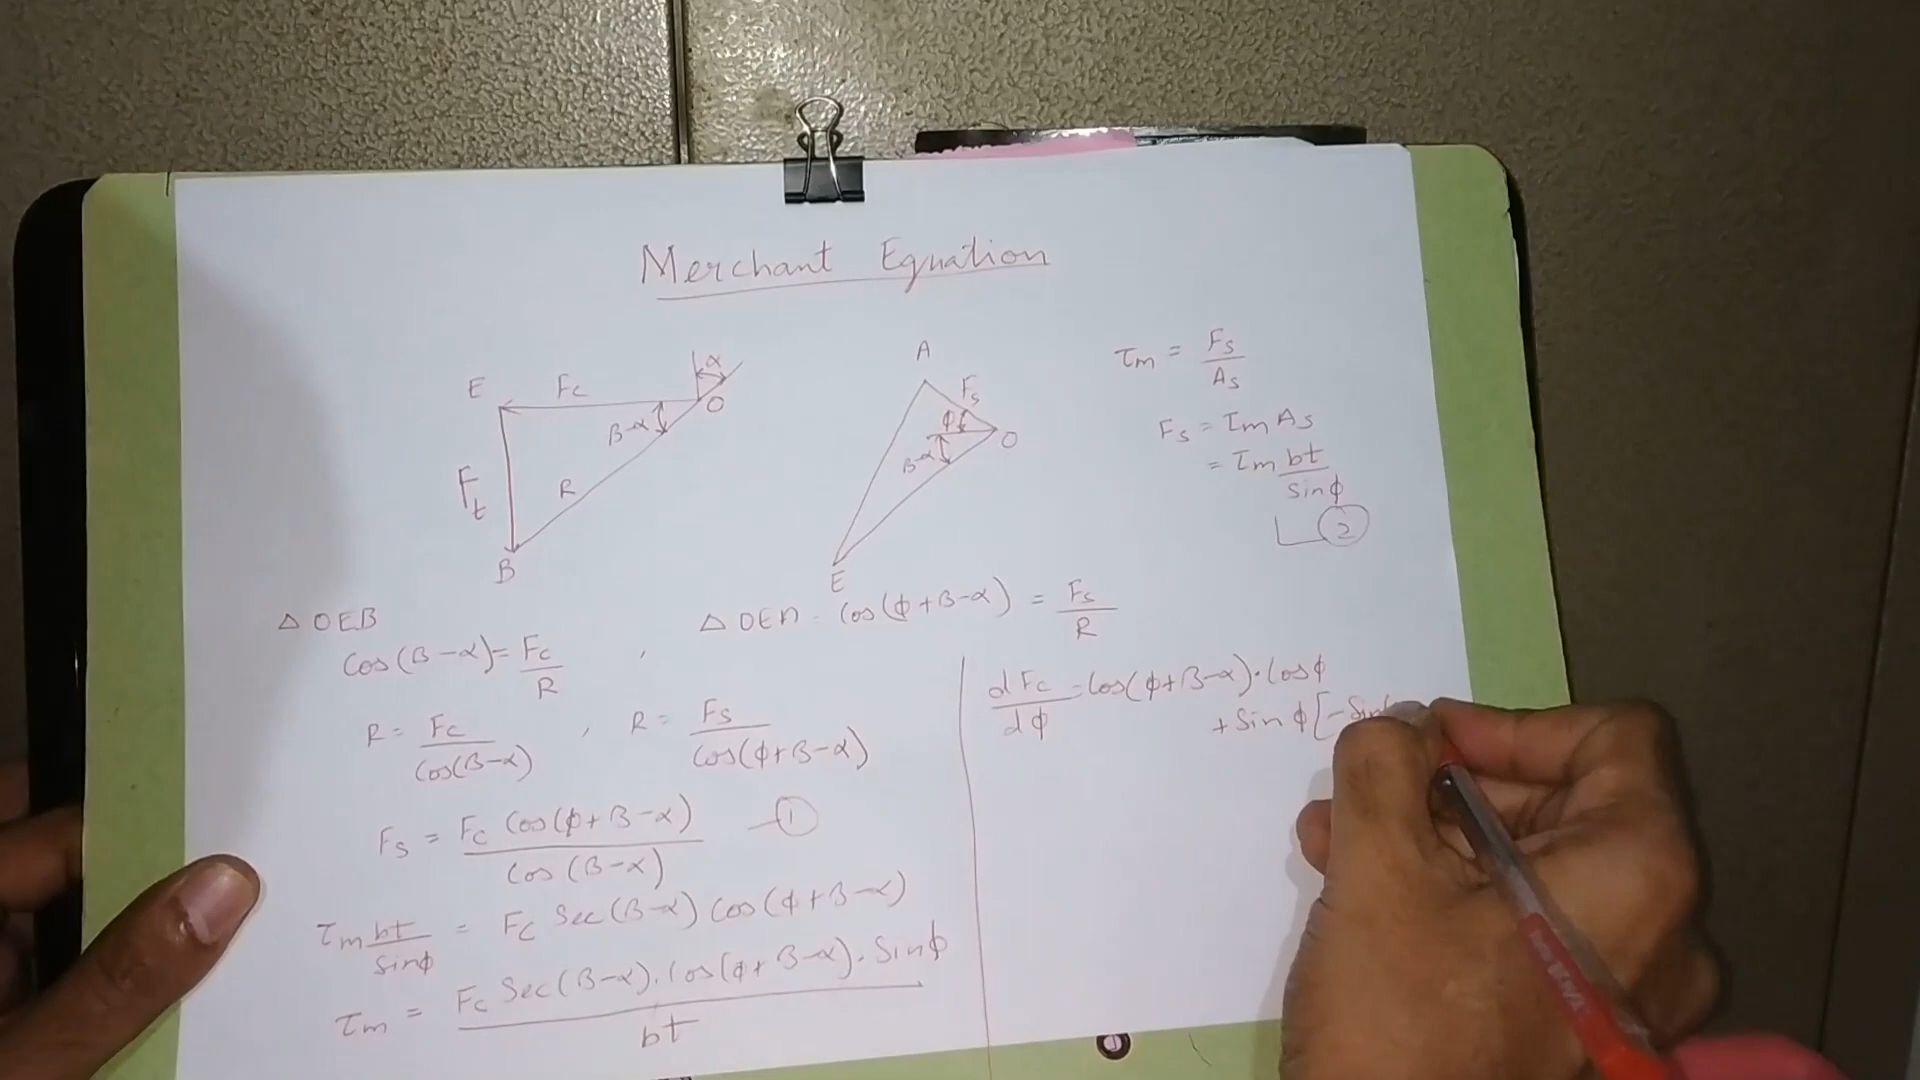 Merchant Equation
E Fc α O
β-α
Ft R
B
A
Fs
φ O
β-α
E
τm = Fs/As
Fs = τm As
= τm bt/sinφ
2
Δ OEB
Cos(β-α) = Fc/R
,
Δ OEA - Cos(φ+β-α) = Fs/R
R = Fc/Cos(β-α) , R = Fs/Cos(φ+β-α)
Fs = Fc Cos(φ+β-α)/Cos(β-α) — 1
τm bt/sinφ = Fc Sec(β-α) Cos(φ+β-α)
τm = Fc Sec(β-α). Cos(φ+β-α). Sinφ/bt
dFc/dφ = Cos(φ+β-α). Cosφ
+ Sinφ[-Sin(